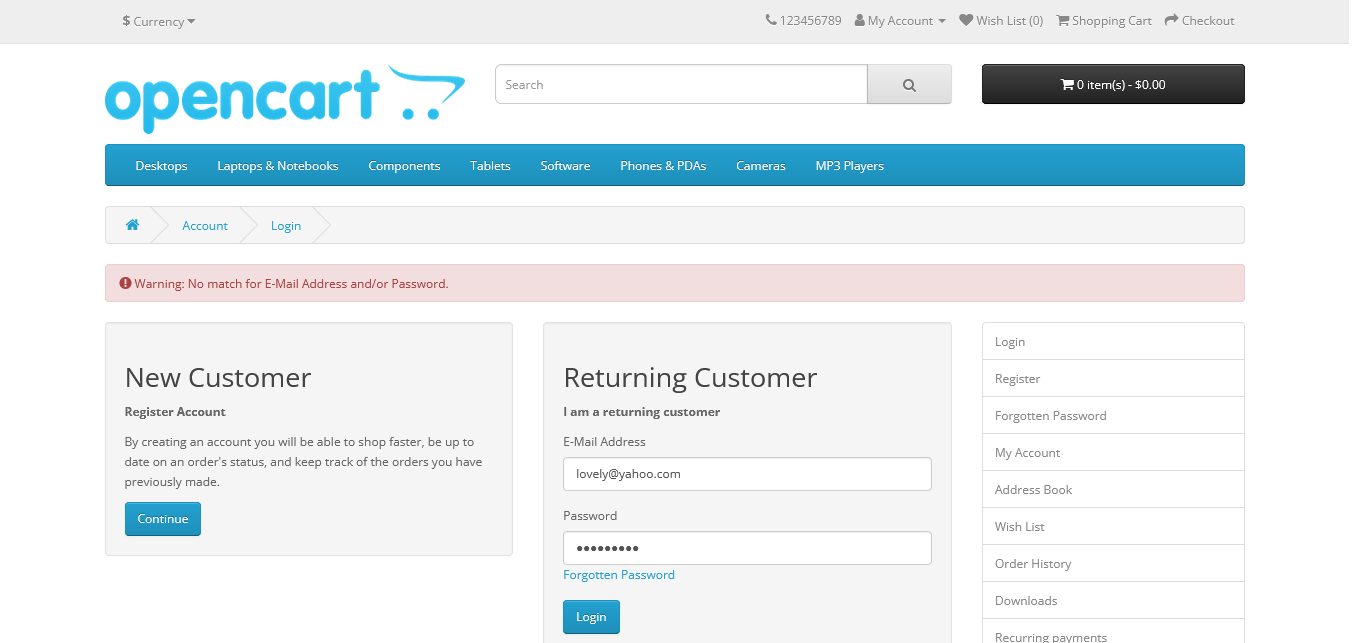 $ Currency
123456789 My Account Wish List (0) Shopping Cart Checkout
opencart
Search
0 item(s) - $0.00
Desktops Laptops & Notebooks Components Tablets Software Phones & PDAs Cameras MP3 Players
Account Login
Warning: No match for E-Mail Address and/or Password.
New Customer
Register Account
By creating an account you will be able to shop faster, be up to
date on an order's status, and keep track of the orders you have
previously made.
Continue
Returning Customer
I am a returning customer
E-Mail Address
lovely@yahoo.com
Password
•••••••••
Forgotten Password
Login
Login
Register
Forgotten Password
My Account
Address Book
Wish List
Order History
Downloads
Recurring payments